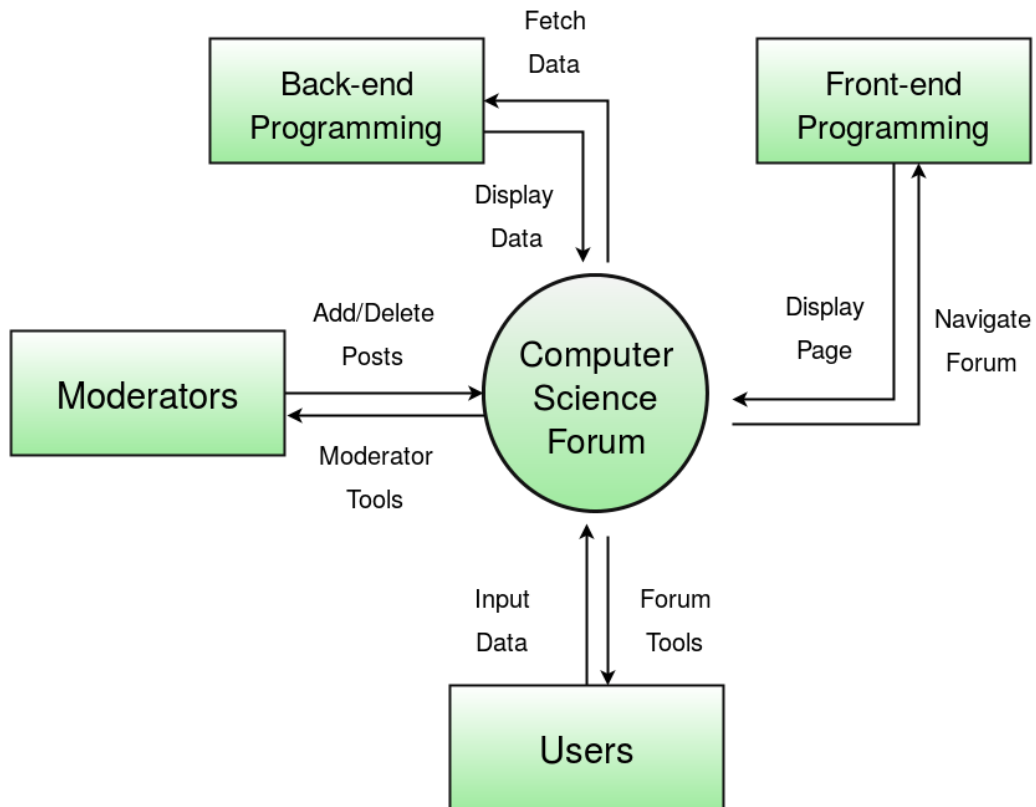 Fetch
Data
Back-end
Programming
Front-end
Programming
Display
Data
Add/Delete
Posts
Moderators
Moderator
Tools
Computer
Science
Forum
Display
Page
Navigate
Forum
Input
Data
Forum
Tools
Users